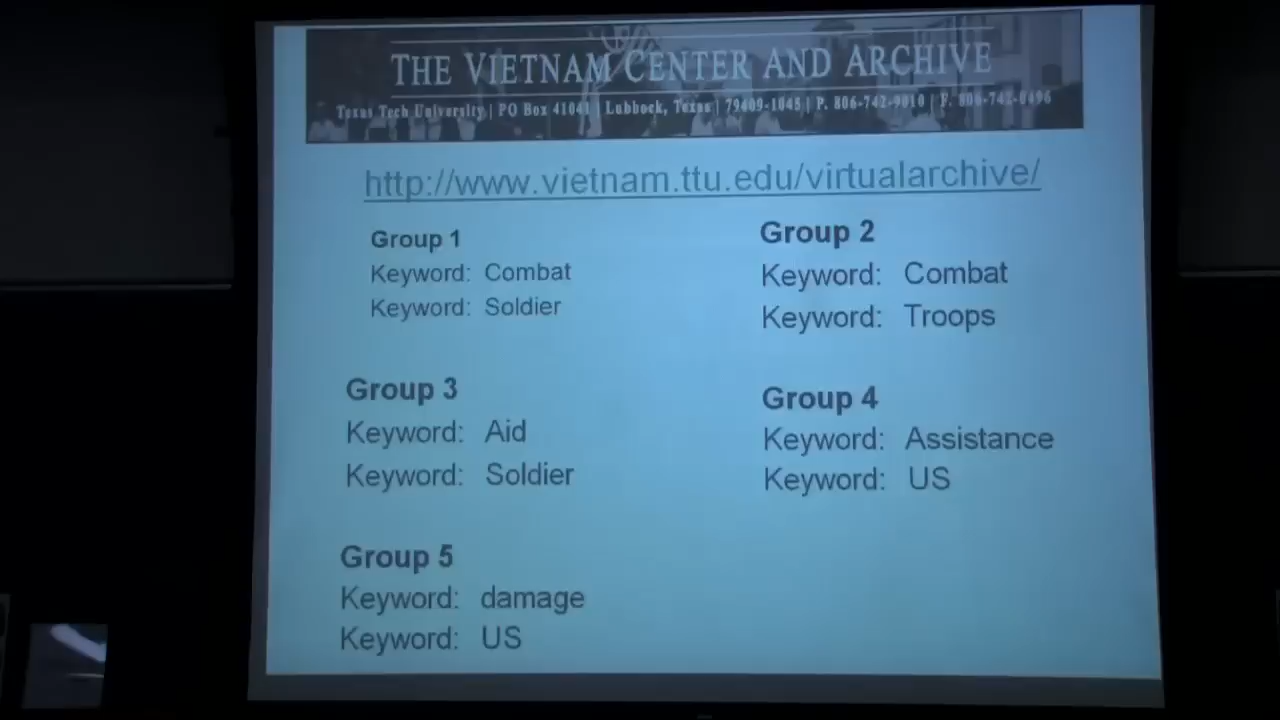 THE VIETNAM CENTER AND ARCHIVE
Texas Tech University | PO Box 41041 | Lubbock, Texas | 79409-1045 | P. 806-742-9010 | F. 806-742-0496
http://www.vietnam.ttu.edu/virtualarchive/
Group 1
Keyword: Combat
Keyword: Soldier
Group 2
Keyword: Combat
Keyword: Troops
Group 3
Keyword: Aid
Keyword: Soldier
Group 4
Keyword: Assistance
Keyword: US
Group 5
Keyword: damage
Keyword: US